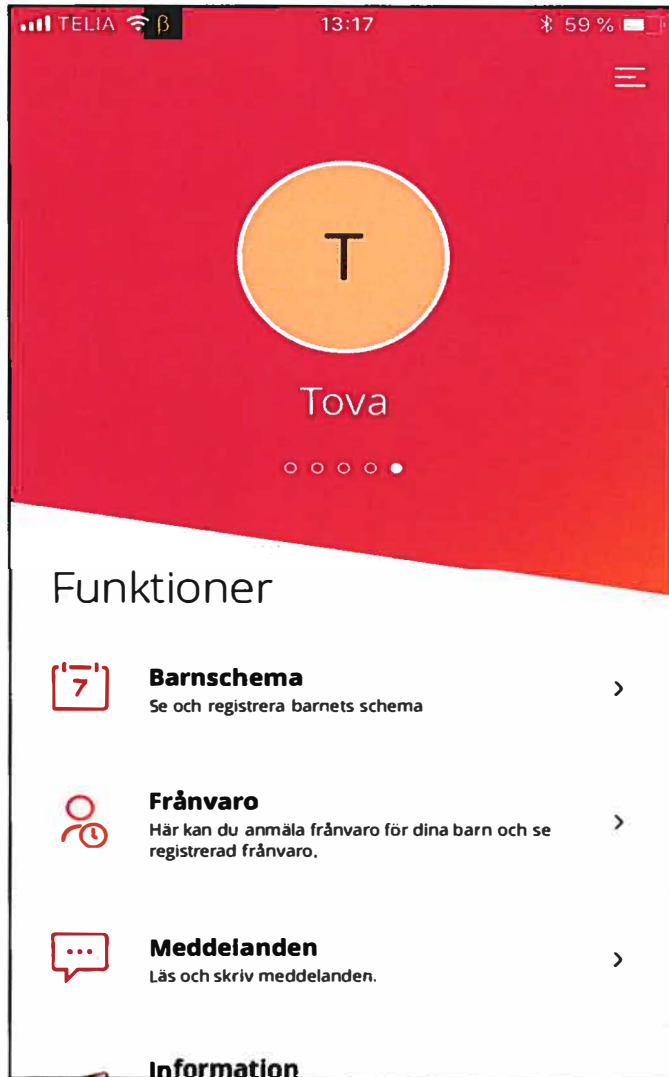 TELIA β 13:17 59 %
T
Tova
Funktioner
7
Barnschema
Se och registrera barnets schema
Frånvaro
Här kan du anmäla frånvaro för dina barn och se
registrerad frånvaro.
Meddelanden
Läs och skriv meddelanden.
Information